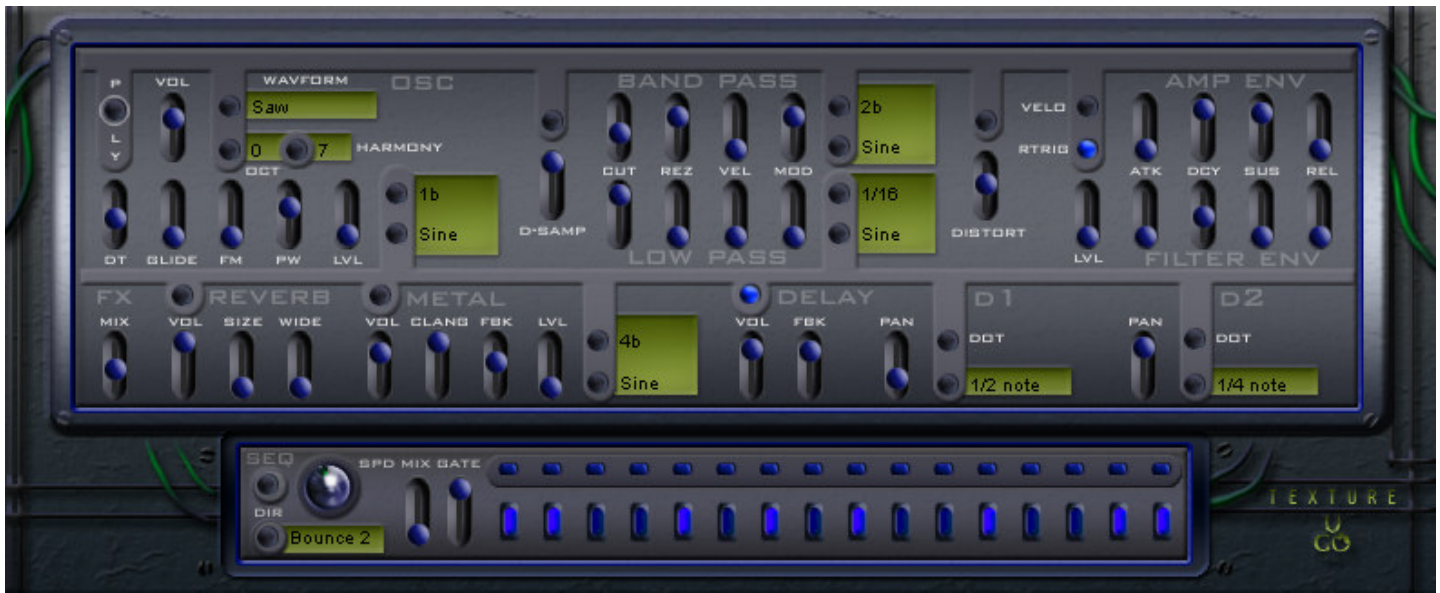 P
L
Y
VOL
WAVFORM
OSC
Saw
0
7
HARMONY
OCT
DT
GLIDE
FM
PW
LVL
1b
Sine
D-SAMP
BAND PASS
CUT
REZ
VEL
MOD
LOW PASS
2b
Sine
1/16
Sine
DISTORT
VELO
RTRIG
LVL
AMP ENV
ATK
DCY
SUS
REL
FILTER ENV
FX
MIX
REVERB
VOL
SIZE
WIDE
METAL
VOL
CLANG
FBK
LVL
4b
Sine
DELAY
VOL
FBK
PAN
D1
DOT
1/2 note
PAN
D2
DOT
1/4 note
SEQ
SPD
MIX
GATE
DIR
Bounce 2
TEXTURE
UGO